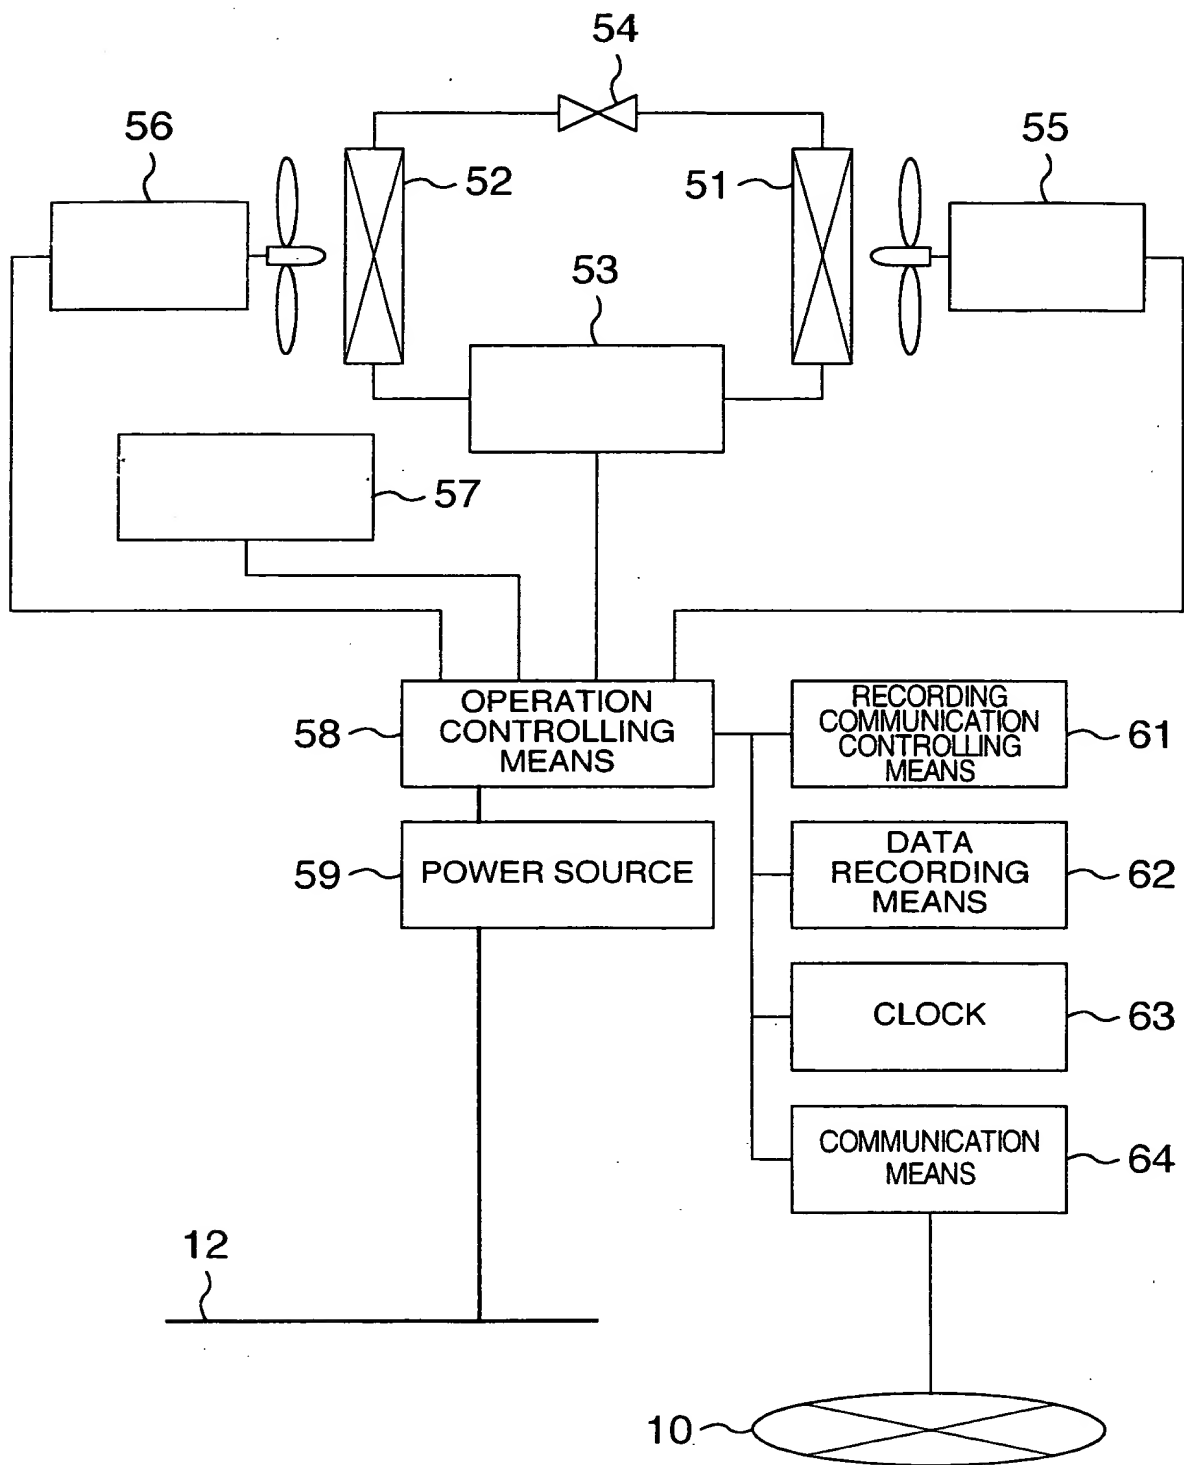 54
56
55
52
51
53
57
OPERATION
CONTROLLING
MEANS
58
RECORDING
COMMUNICATION
CONTROLLING
MEANS
61
59
POWER SOURCE
DATA
RECORDING
MEANS
62
CLOCK
63
COMMUNICATION
MEANS
64
12
10